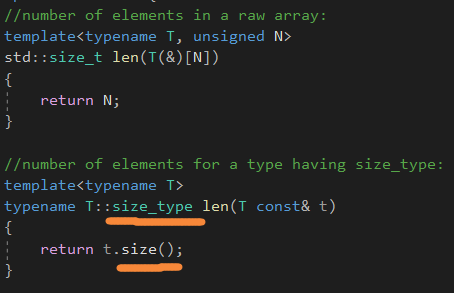 //number of elements in a raw array:
template<typename T, unsigned N>
std::size_t len(T(&)[N])
{
return N;
}
//number of elements for a type having size_type:
template<typename T>
typename T::size_type len(T const& t)
{
return t.size();
}